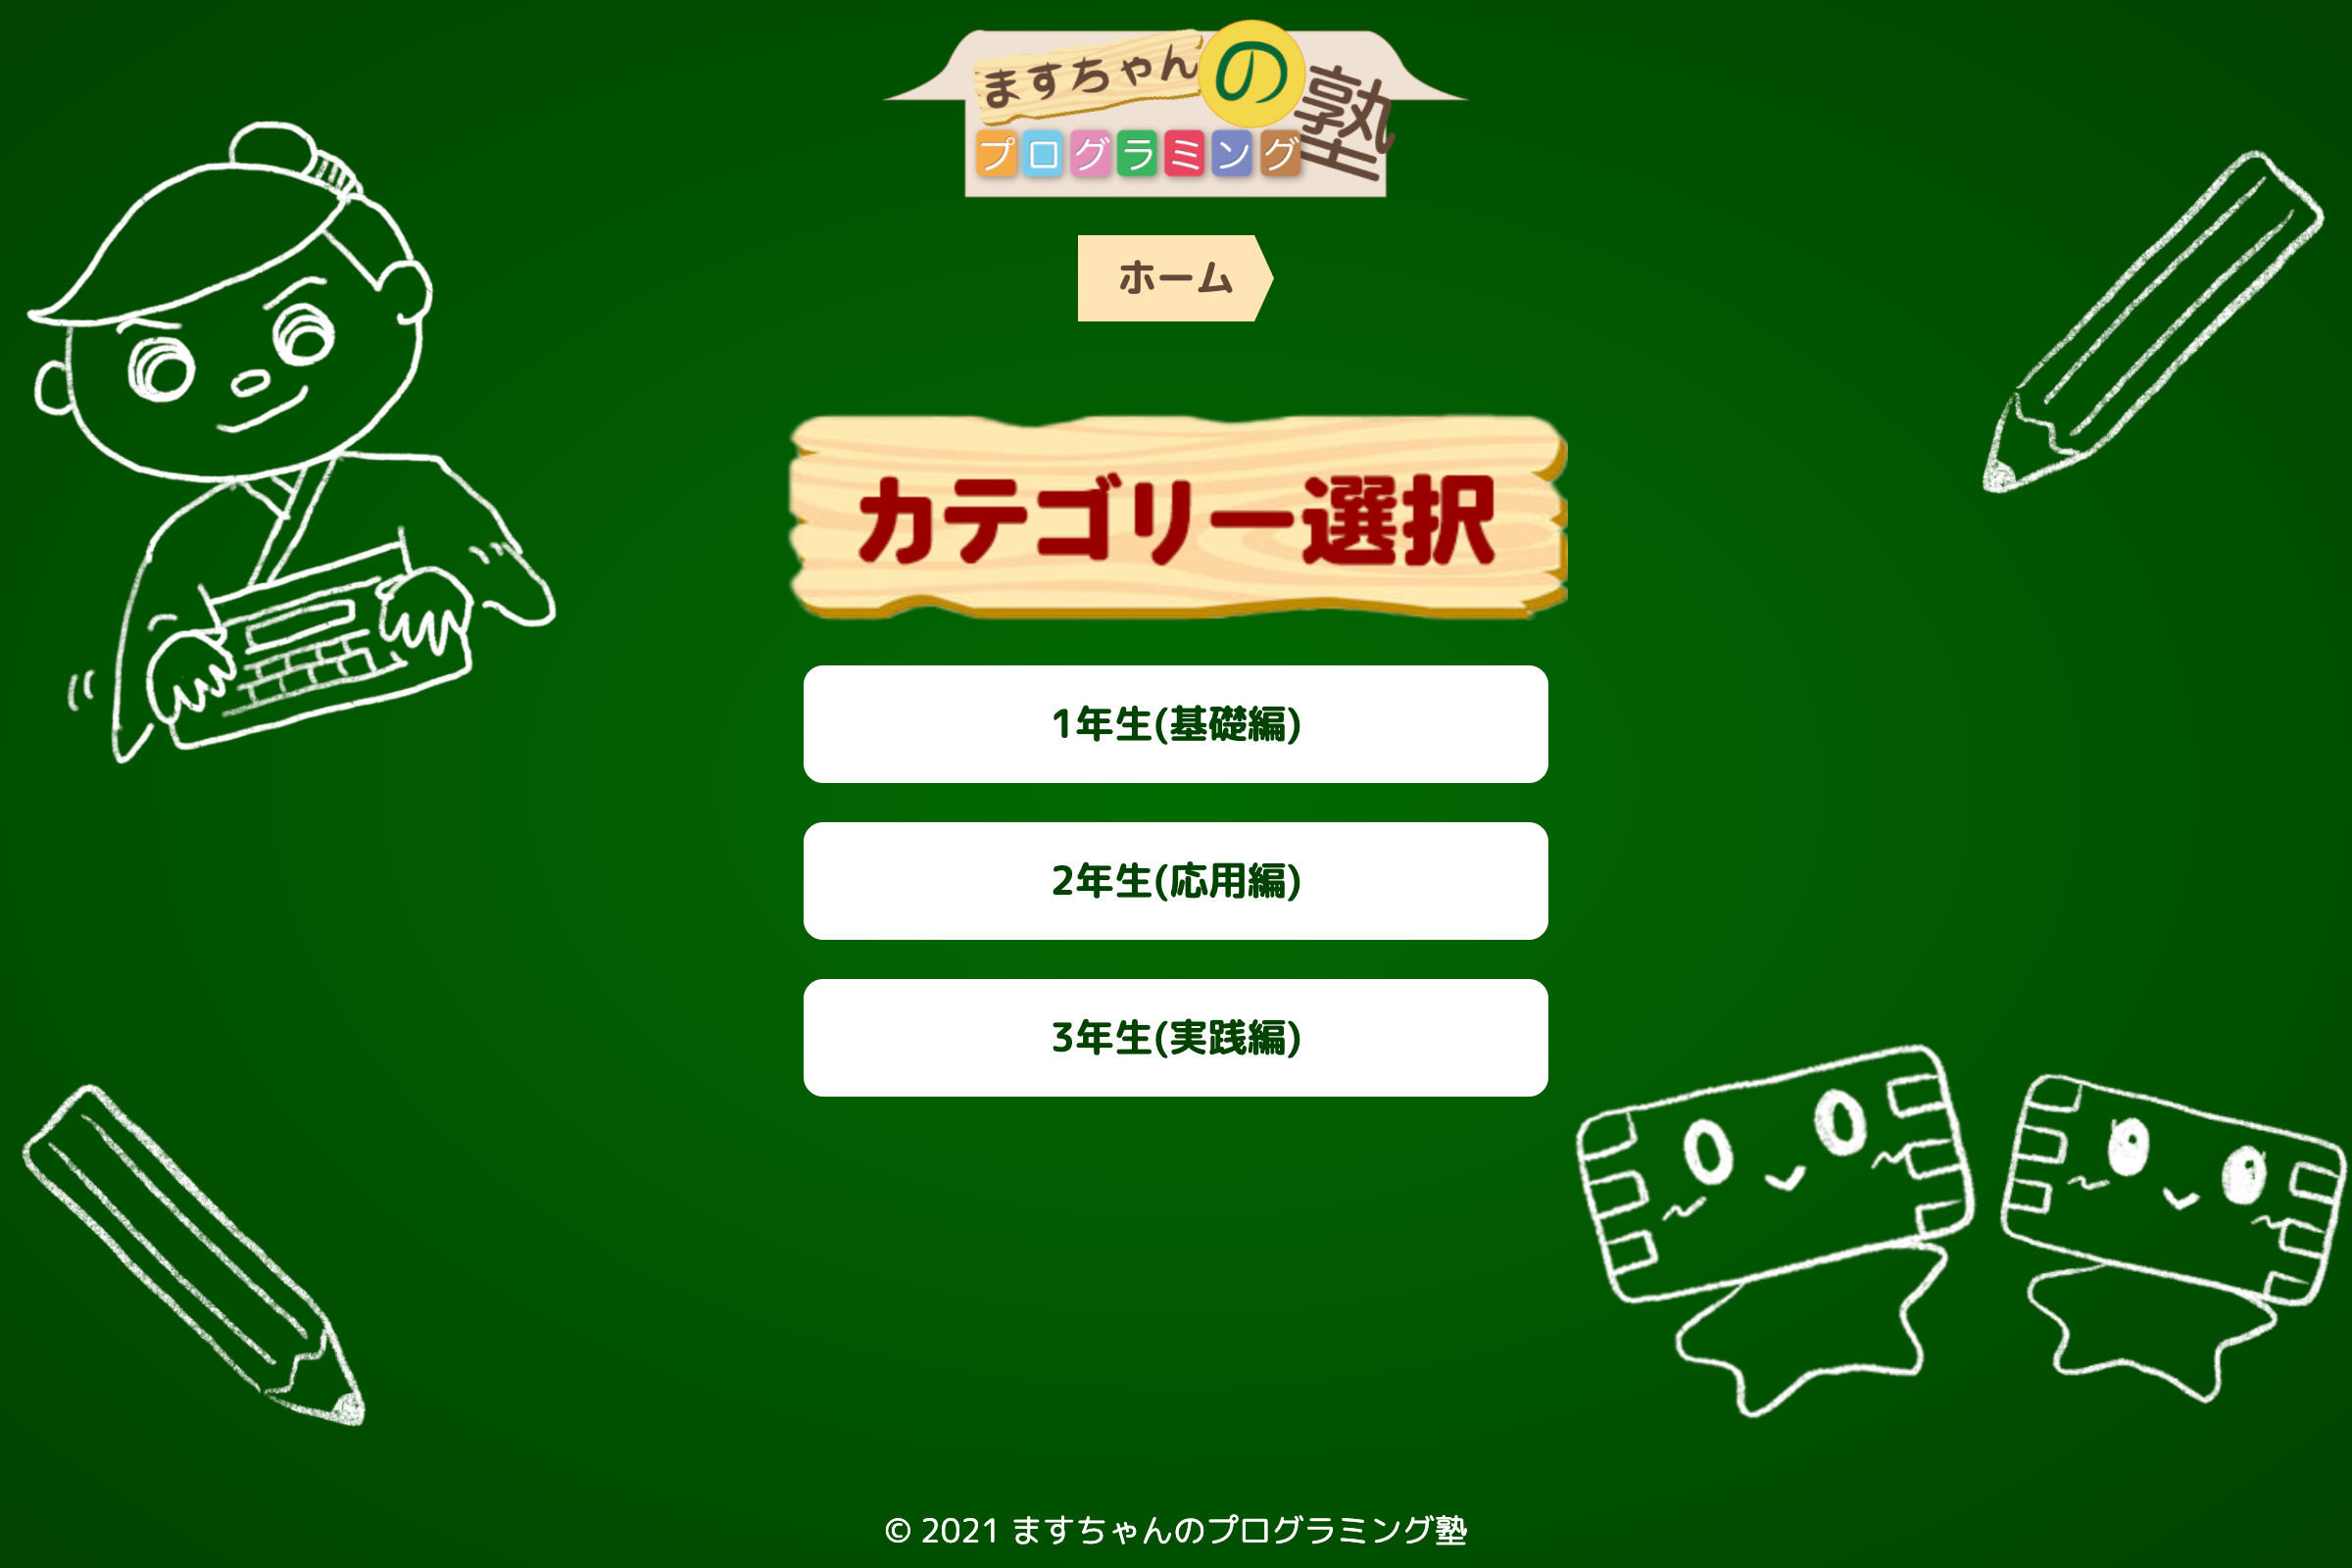 ますちゃんの
プログラミング塾
ホーム
カテゴリー選択
1年生(基礎編)
2年生(応用編)
3年生(実践編)
© 2021 ますちゃんのプログラミング塾